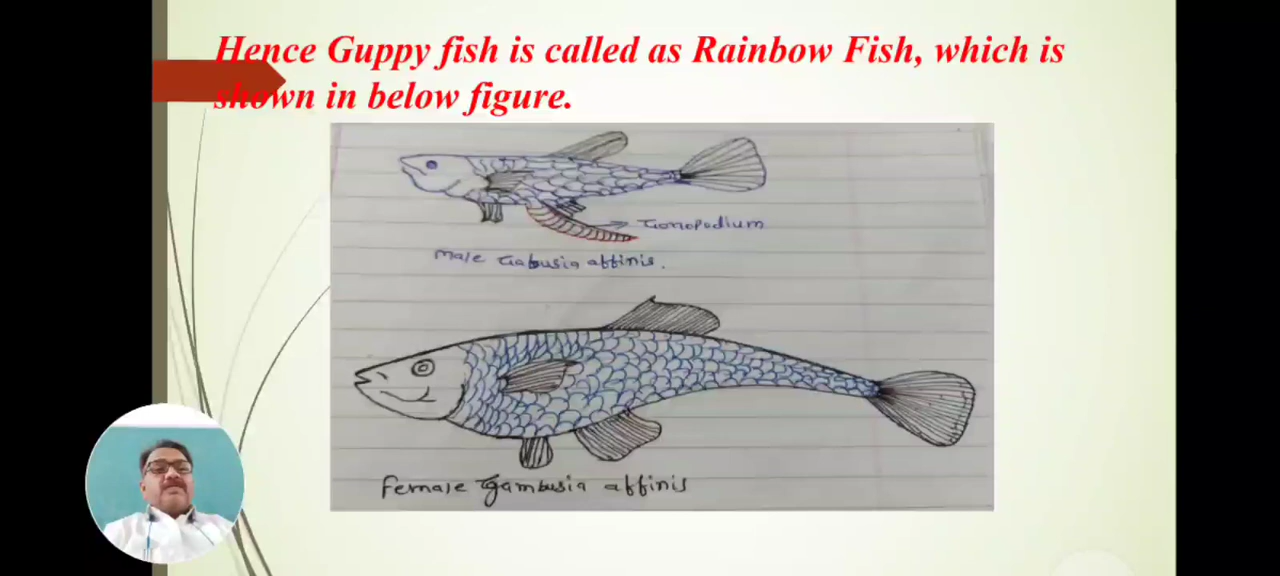 Hence Guppy fish is called as Rainbow Fish, which is
shown in below figure.
Gonopodium
Male Gabusia affinis.
Female Gambusia affinis